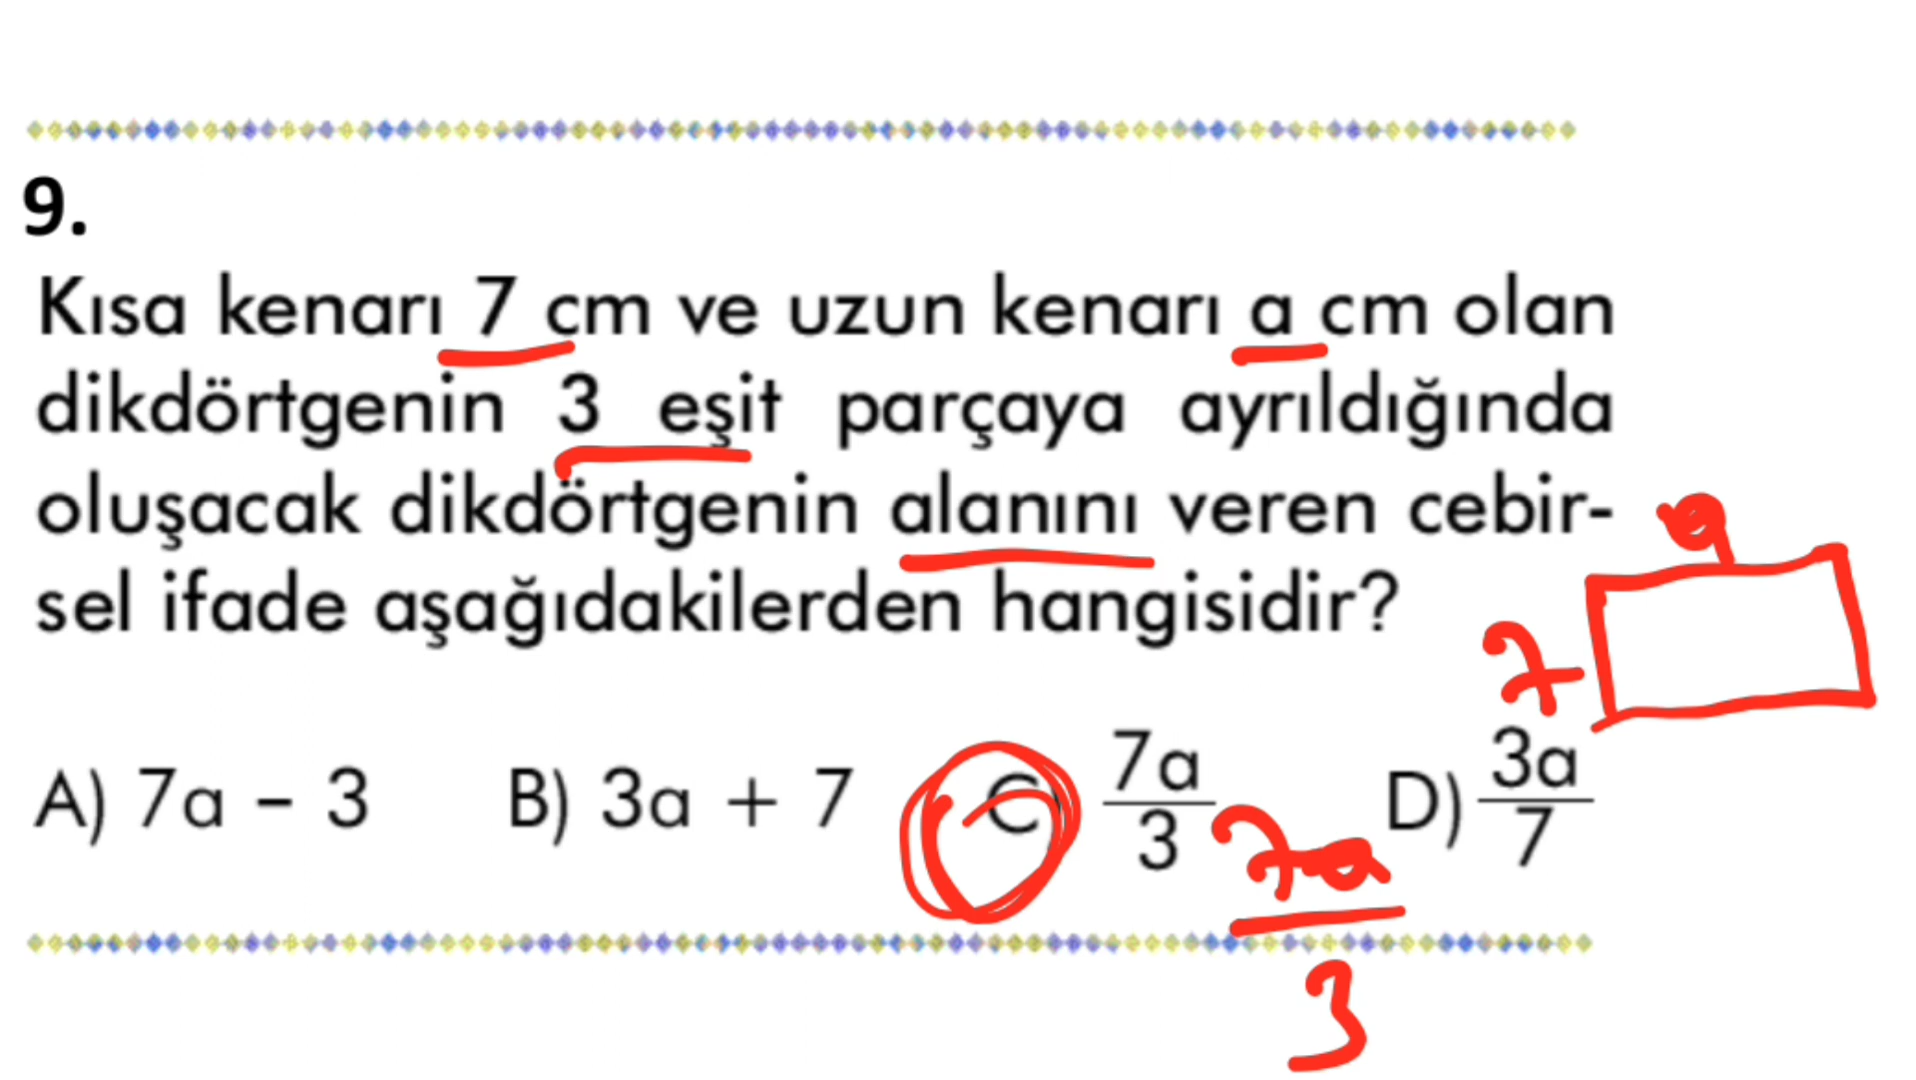 9.
Kısa kenarı 7 cm ve uzun kenarı a cm olan
dikdörtgenin 3 eşit parçaya ayrıldığında
oluşacak dikdörtgenin alanını veren cebir-
sel ifade aşağıdakilerden hangisidir?
a
7
A) 7a – 3 B) 3a + 7 C) 7a/3 D) 3a/7
7a
3